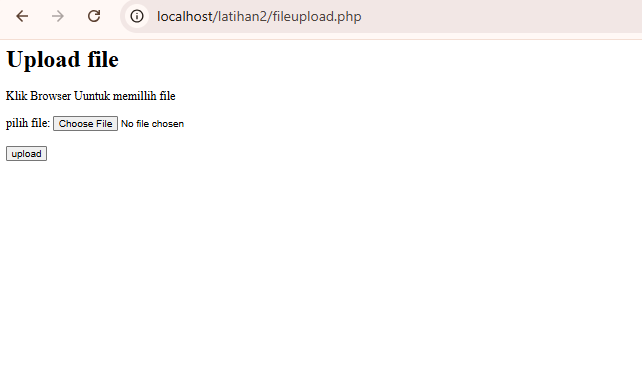 localhost/latihan2/fileupload.php
Upload file
Klik Browser Uuntuk memillih file
pilih file: Choose File No file chosen
upload